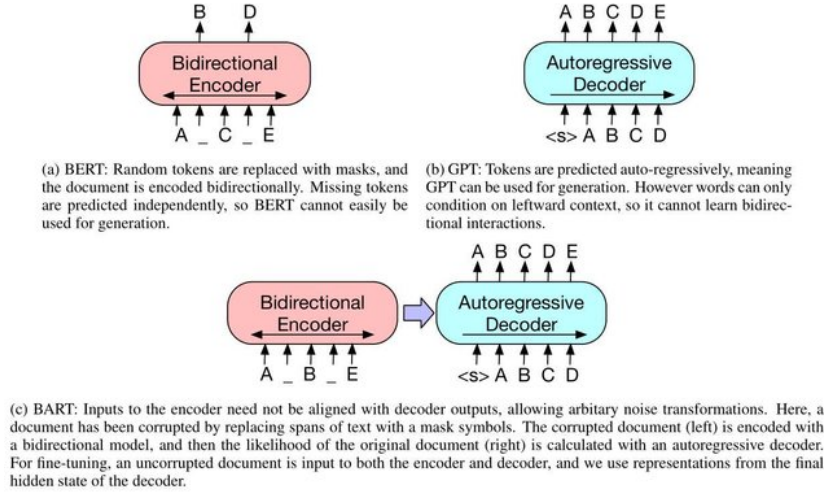 B D
Bidirectional
Encoder
A _ C _ E
(a) BERT: Random tokens are replaced with masks, and
the document is encoded bidirectionally. Missing tokens
are predicted independently, so BERT cannot easily be
used for generation.
A B C D E
Autoregressive
Decoder
<s> A B C D
(b) GPT: Tokens are predicted auto-regressively, meaning
GPT can be used for generation. However words can only
condition on leftward context, so it cannot learn bidirec-
tional interactions.
Bidirectional
Encoder
A _ B _ E
A B C D E
Autoregressive
Decoder
<s> A B C D
(c) BART: Inputs to the encoder need not be aligned with decoder outputs, allowing arbitary noise transformations. Here, a
document has been corrupted by replacing spans of text with a mask symbols. The corrupted document (left) is encoded with
a bidirectional model, and then the likelihood of the original document (right) is calculated with an autoregressive decoder.
For fine-tuning, an uncorrupted document is input to both the encoder and decoder, and we use representations from the final
hidden state of the decoder.